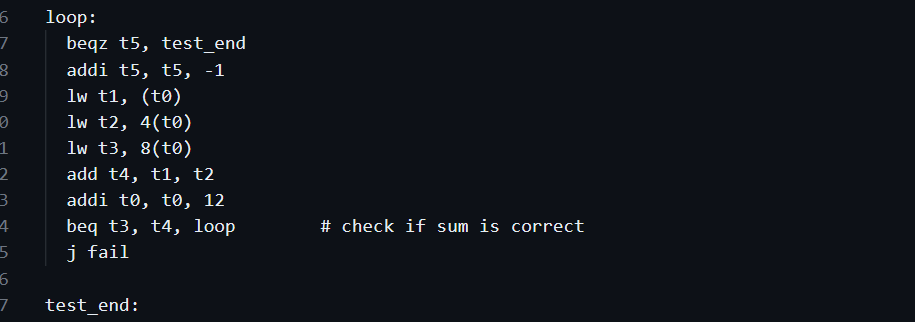 6 loop:
7 beqz t5, test_end
8 addi t5, t5, -1
9 lw t1, (t0)
0 lw t2, 4(t0)
1 lw t3, 8(t0)
2 add t4, t1, t2
3 addi t0, t0, 12
4 beq t3, t4, loop # check if sum is correct
5 j fail
6
7 test_end: